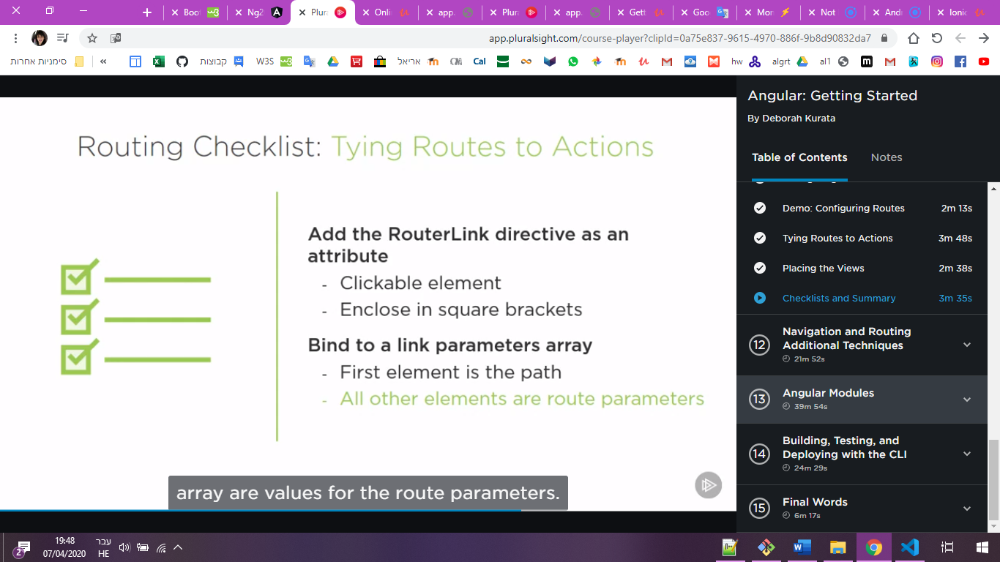 Boot
Ng2
Plura
Onli
app.
Plura
app.
Gett
Goo
Mor
Not
And
Ionic
app.pluralsight.com/course-player?clipId=0a75e837-9615-4970-886f-9b8d90832da7
סימניות אחרות
«
קבוצות
W3S
אריאל
Cal
hw
algrt
al1
Routing Checklist: Tying Routes to Actions
Add the RouterLink directive as an
attribute
- Clickable element
- Enclose in square brackets
Bind to a link parameters array
- First element is the path
- All other elements are route parameters
array are values for the route parameters.
Angular: Getting Started
By Deborah Kurata
Table of Contents Notes
Demo: Configuring Routes 2m 13s
Tying Routes to Actions 3m 48s
Placing the Views 2m 38s
Checklists and Summary 3m 35s
12 Navigation and Routing
Additional Techniques
21m 52s
13 Angular Modules
39m 54s
14 Building, Testing, and
Deploying with the CLI
24m 29s
15 Final Words
6m 17s
2
19:48
07/04/2020
עבר
HE